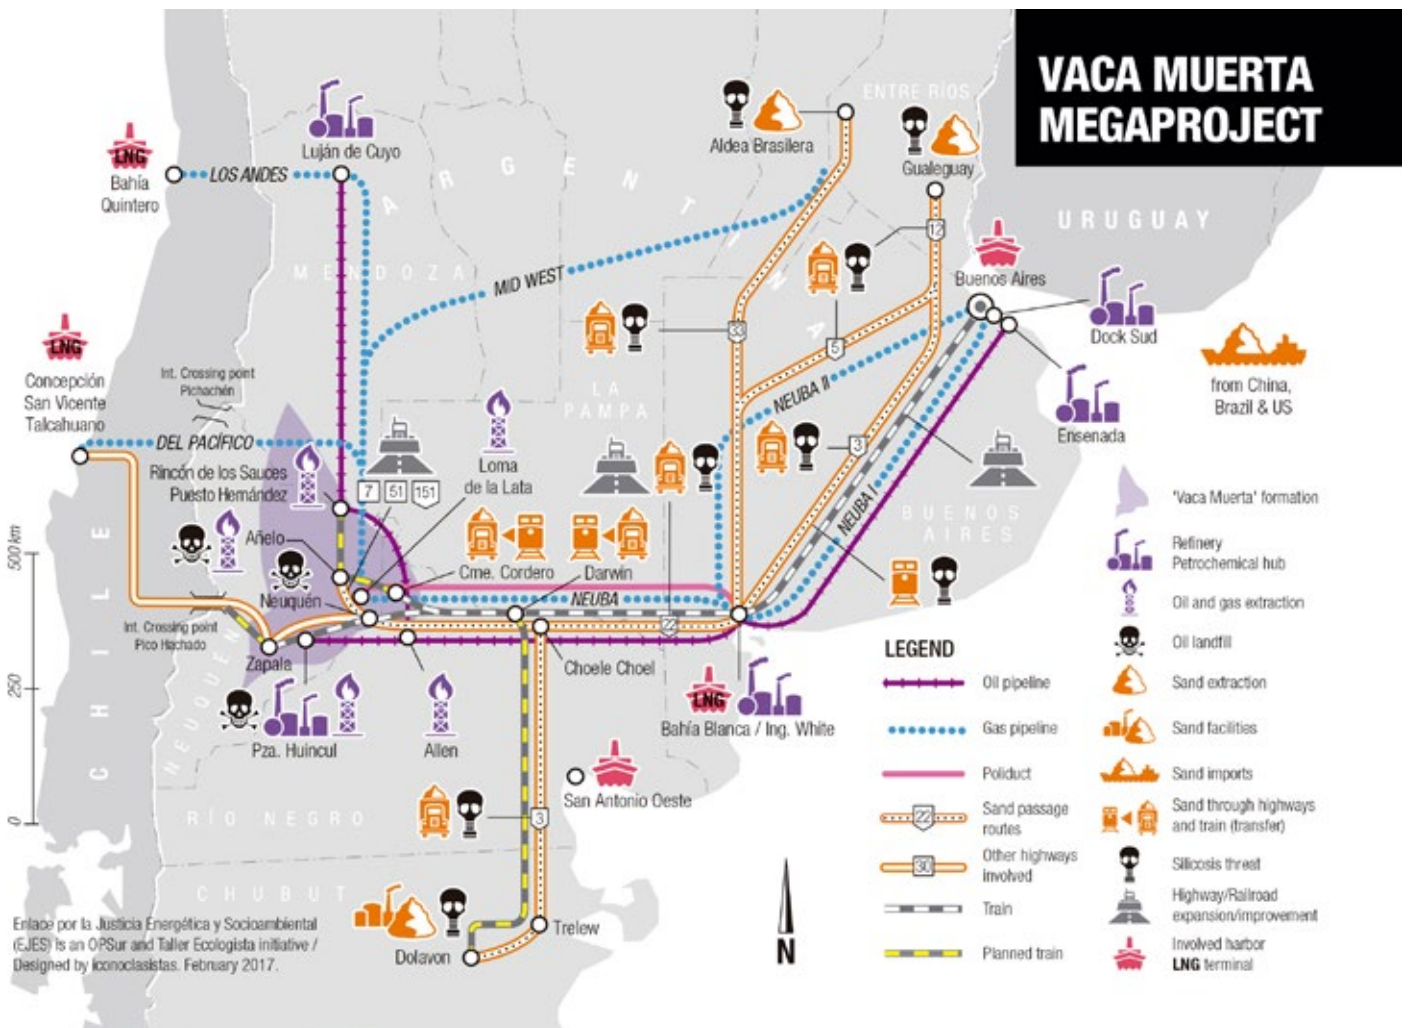 VACA MUERTA
MEGAPROJECT
Luján de Cuyo
LNG
Bahía
Quintero
LOS ANDES
Aldea Brasilera
ENTRE RÍOS
Gualeguay
URUGUAY
ARGENTINA
MENDOZA
MID WEST
12
Buenos Aires
Dock Sud
33
5
LNG
Concepción
San Vicente
Talcahuano
Int. Crossing point
Pichachén
LA
PAMPA
NEUBA II
Ensenada
from China,
Brazil & US
DEL PACÍFICO
Rincón de los Sauces
Puesto Hernández
7
51
151
Loma
de la Lata
3
NEUBA I
BUENOS
AIRES
Añelo
Neuquén
Cme. Cordero
Darwin
NEUBA
22
Int. Crossing point
Pico Hachado
Zapala
Choele Choel
CHILE
NEUQUÉN
Pza. Huincul
Allen
LNG
Bahía Blanca / Ing. White
San Antonio Oeste
3
RÍO NEGRO
CHUBUT
Dolavon
Trelew
500 km
250
0
N
'Vaca Muerta' formation
Refinery
Petrochemical hub
Oil and gas extraction
Oil landfill
Sand extraction
Sand facilities
Sand imports
Sand through highways
and train (transfer)
Silicosis threat
Highway/Railroad
expansion/improvement
Involved harbor
LNG terminal
LEGEND
Oil pipeline
Gas pipeline
Poliduct
22
Sand passage
routes
30
Other highways
involved
Train
Planned train
Enlace por la Justicia Energética y Socioambiental
(EJES) is an OPSur and Taller Ecologista initiative /
Designed by Iconoclasistas. February 2017.